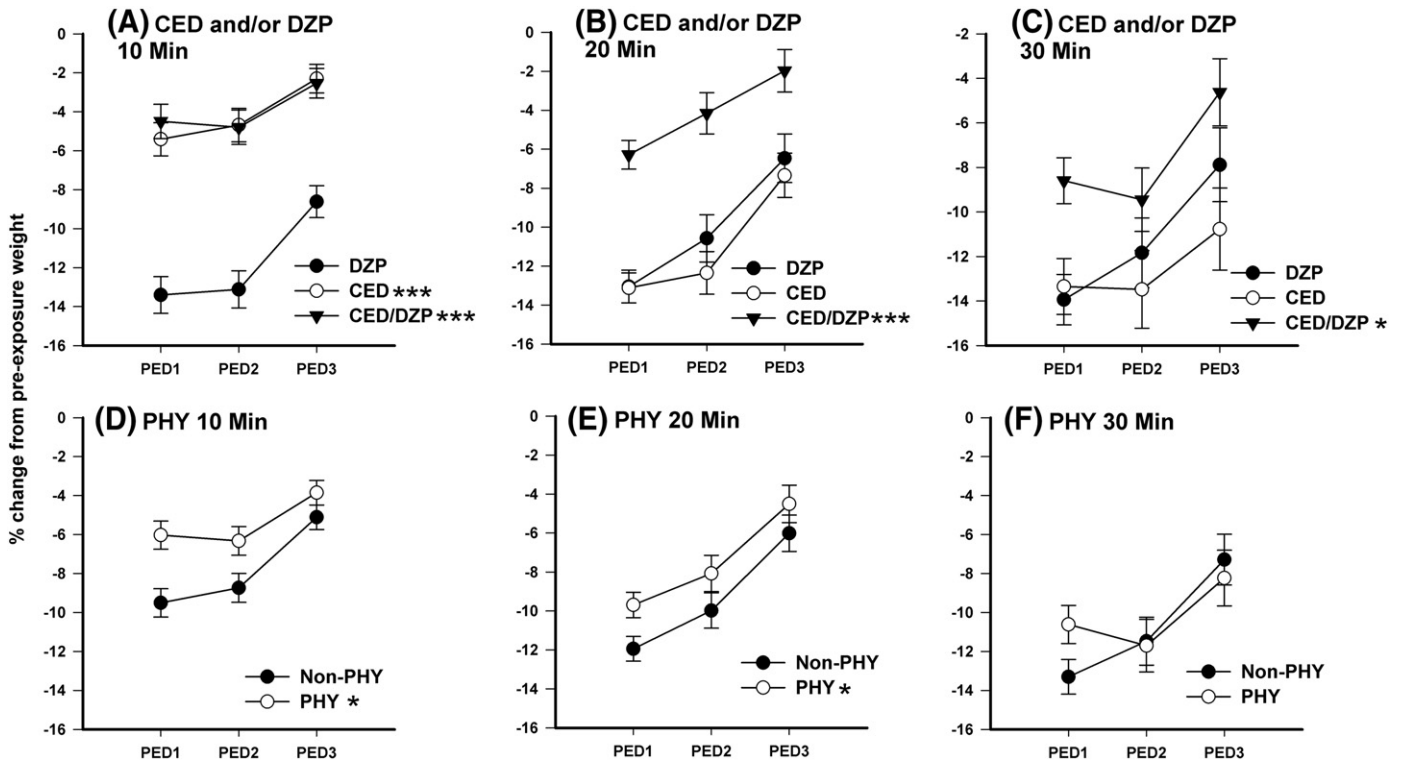 % change from pre-exposure weight
(A) CED and/or DZP
10 Min
0
-2
-4
-6
-8
-10
-12
-14
-16
DZP
CED ***
CED/DZP ***
PED1 PED2 PED3
(B) CED and/or DZP
20 Min
0
-2
-4
-6
-8
-10
-12
-14
-16
DZP
CED
CED/DZP ***
PED1 PED2 PED3
(C) CED and/or DZP
30 Min
-2
-4
-6
-8
-10
-12
-14
-16
DZP
CED
CED/DZP *
PED1 PED2 PED3
(D) PHY 10 Min
0
-2
-4
-6
-8
-10
-12
-14
-16
Non-PHY
PHY *
PED1 PED2 PED3
(E) PHY 20 Min
0
-2
-4
-6
-8
-10
-12
-14
-16
Non-PHY
PHY *
PED1 PED2 PED3
(F) PHY 30 Min
0
-2
-4
-6
-8
-10
-12
-14
-16
Non-PHY
PHY
PED1 PED2 PED3